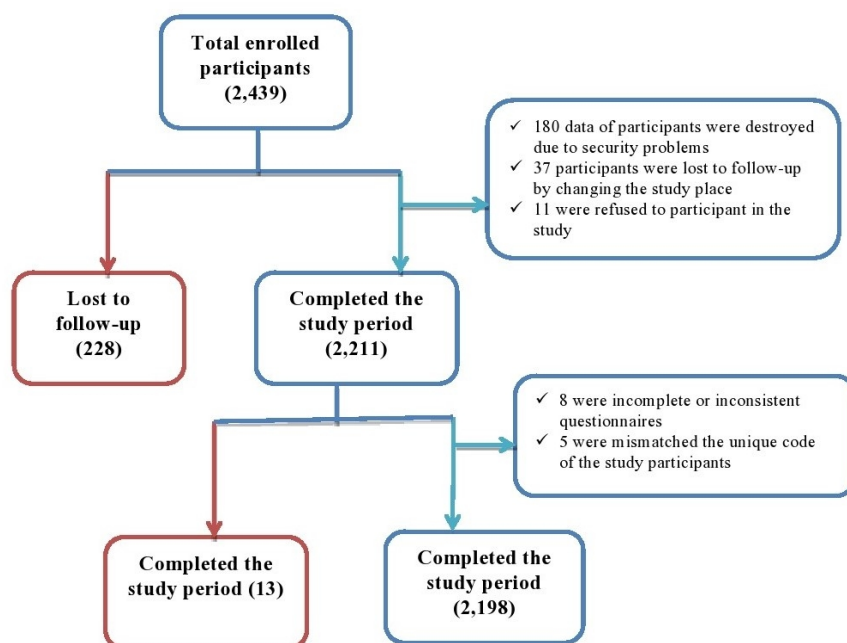 Total enrolled
participants
(2,439)
✓ 180 data of participants were destroyed
due to security problems
✓ 37 participants were lost to follow-up
by changing the study place
✓ 11 were refused to participant in the
study
Lost to
follow-up
(228)
Completed the
study period
(2,211)
✓ 8 were incomplete or inconsistent
questionnaires
✓ 5 were mismatched the unique code
of the study participants
Completed the
study period (13)
Completed the
study period
(2,198)